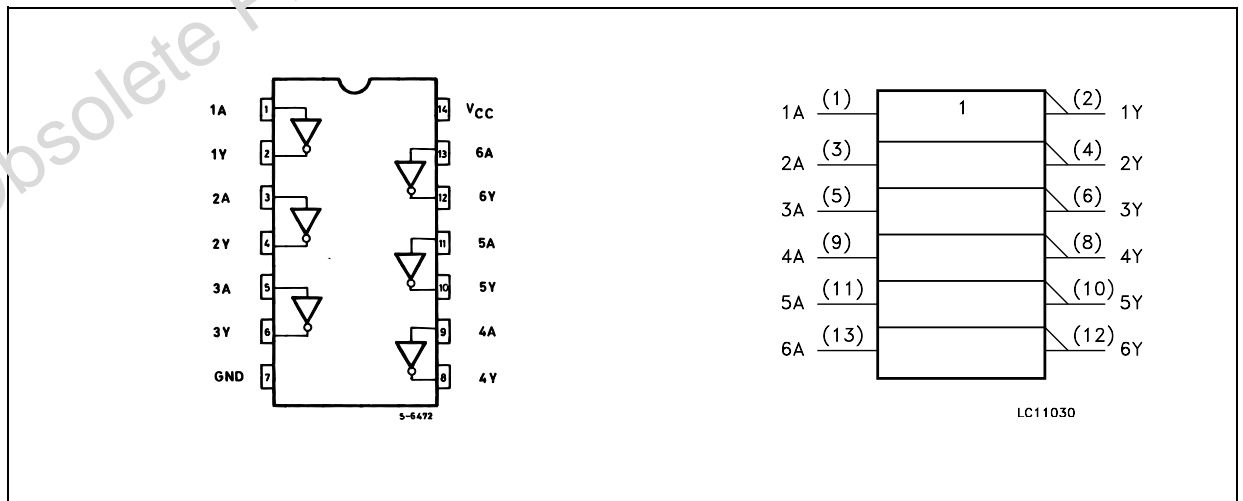 Obsolete
1A 1 14 VCC
1Y 2 13 6A
2A 3 12 6Y
2Y 4 11 5A
3A 5 10 5Y
3Y 6 9 4A
GND 7 8 4Y
S-6472
1A (1) 1 (2) 1Y
2A (3) (4) 2Y
3A (5) (6) 3Y
4A (9) (8) 4Y
5A (11) (10) 5Y
6A (13) (12) 6Y
LC11030